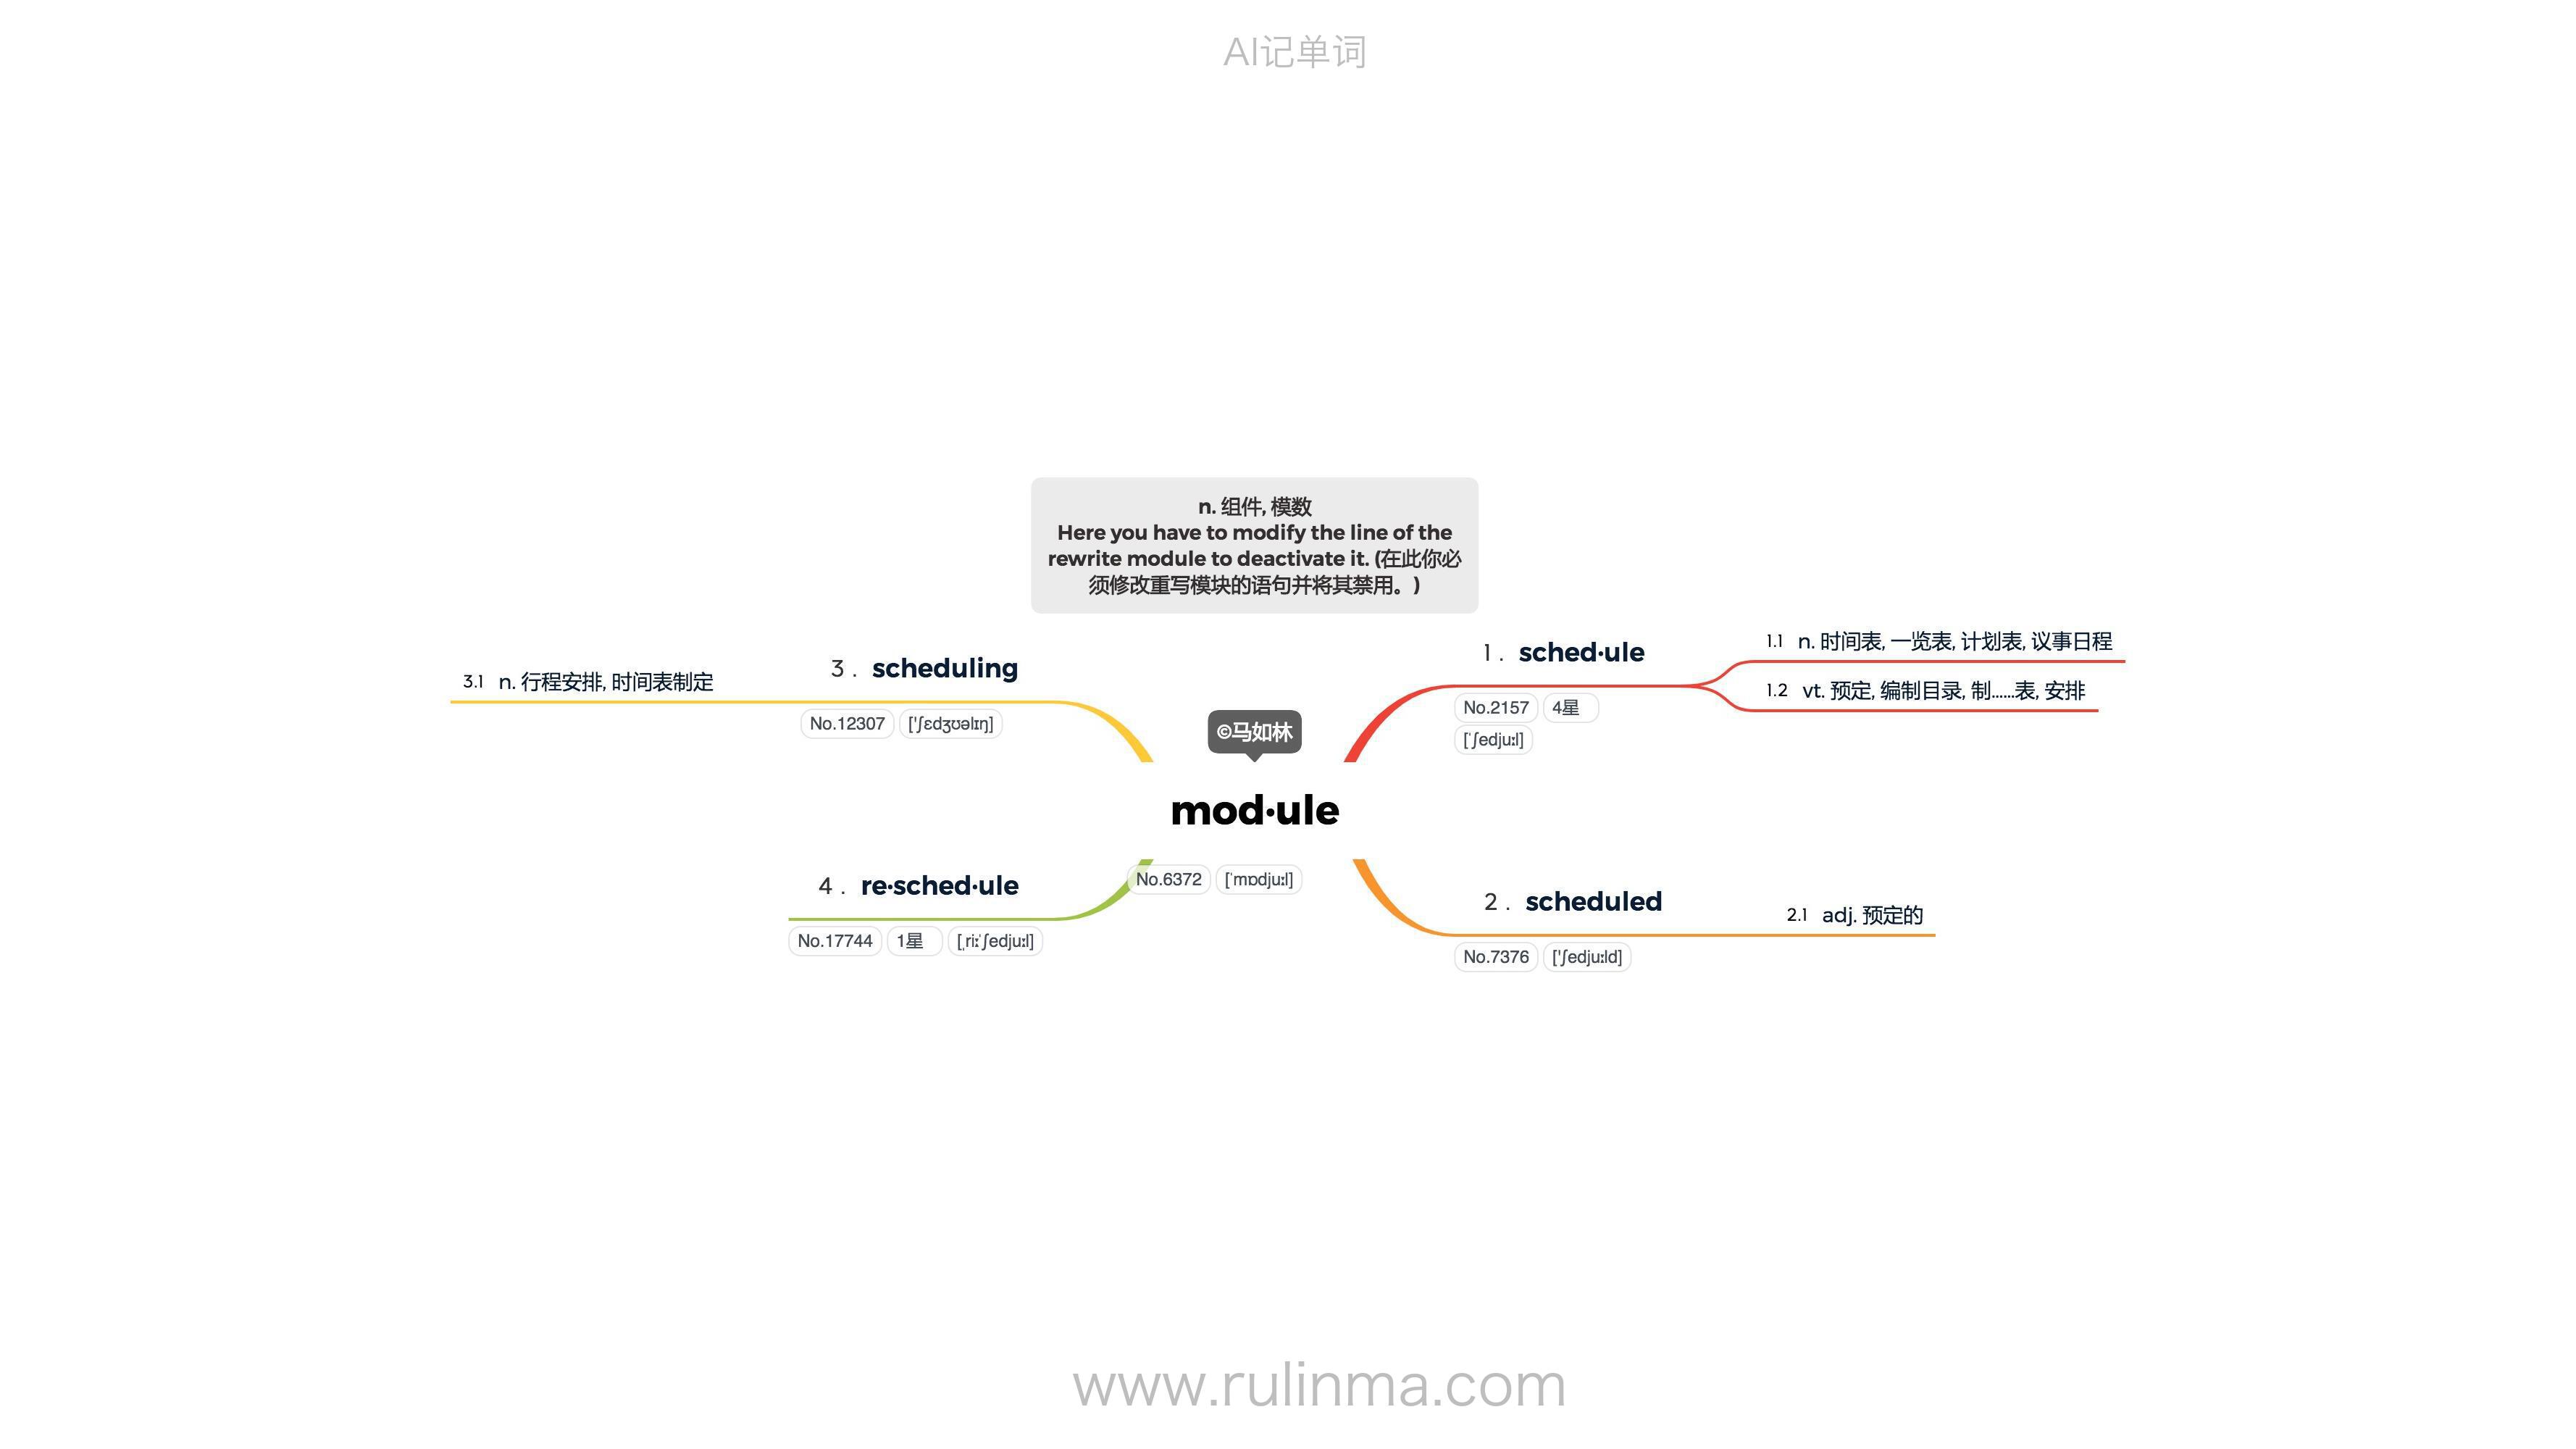 AI记单词
n. 组件, 模数
Here you have to modify the line of the
rewrite module to deactivate it. (在此你必
须修改重写模块的语句并将其禁用。)
©马如林
mod·ule
No.6372 [ˈmɒdjuːl]
1 . sched·ule
No.2157 4星
[ˈʃedjuːl]
1.1 n. 时间表, 一览表, 计划表, 议事日程
1.2 vt. 预定, 编制目录, 制……表, 安排
2 . scheduled
No.7376 ['ʃedjuːld]
2.1 adj. 预定的
3 . scheduling
No.12307 ['ʃɛdʒʊəlɪŋ]
3.1 n. 行程安排, 时间表制定
4 . re·sched·ule
No.17744 1星 [ˌriːˈʃedjuːl]
www.rulinma.com